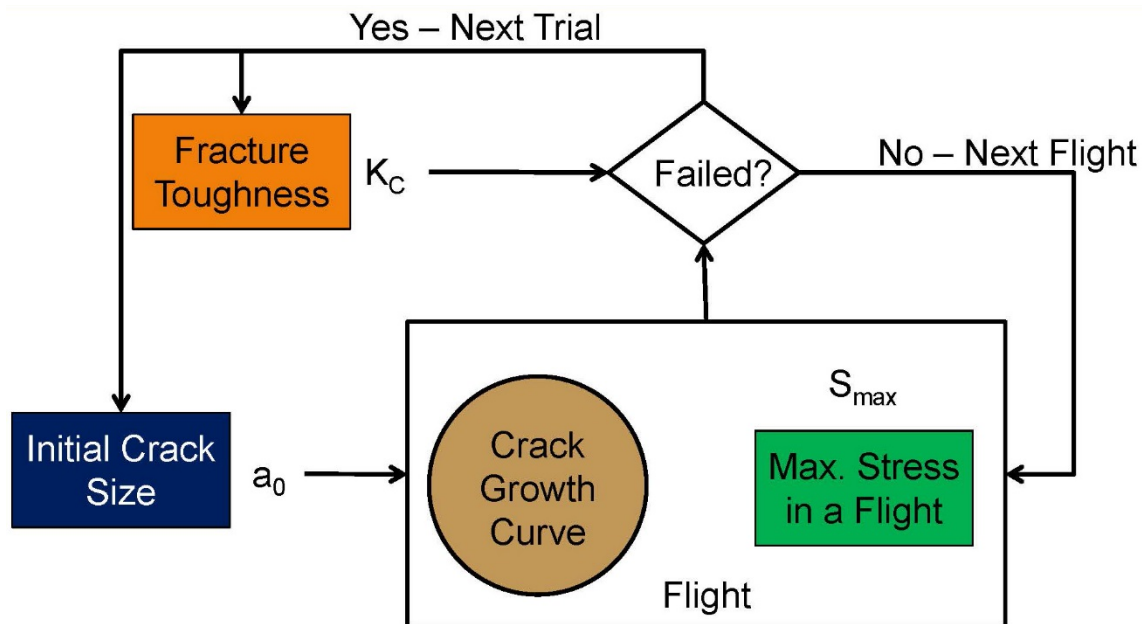 Yes – Next Trial
Fracture
Toughness
K_C
Failed?
No – Next Flight
Initial Crack
Size
a_0
Crack
Growth
Curve
S_max
Max. Stress
in a Flight
Flight